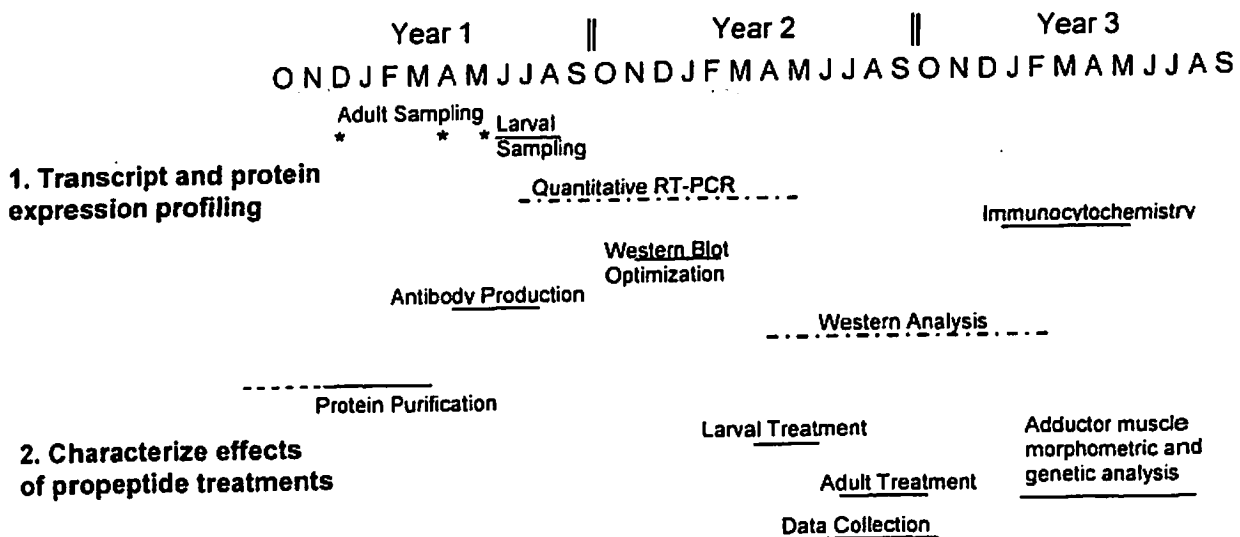 Year 1 || Year 2 || Year 3
O N D J F M A M J J A S O N D J F M A M J J A S O N D J F M A M J J A S
Adult Sampling
* * *
Larval
Sampling
1. Transcript and protein
expression profiling
Quantitative RT-PCR
Immunocytochemistry
Western Blot
Optimization
Antibody Production
Western Analysis
Protein Purification
2. Characterize effects
of propeptide treatments
Larval Treatment
Adductor muscle
morphometric and
genetic analysis
Adult Treatment
Data Collection